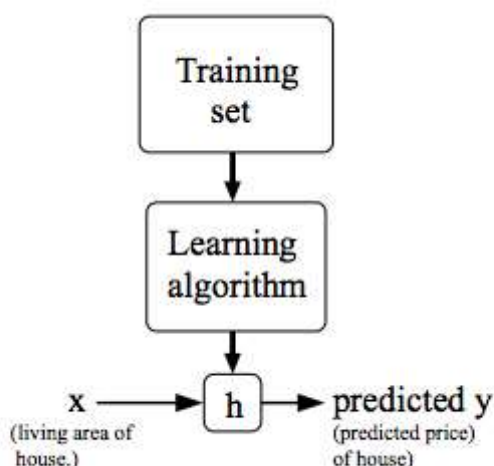 Training
set
Learning
algorithm
x
h
predicted y
(living area of
house.)
(predicted price)
of house)